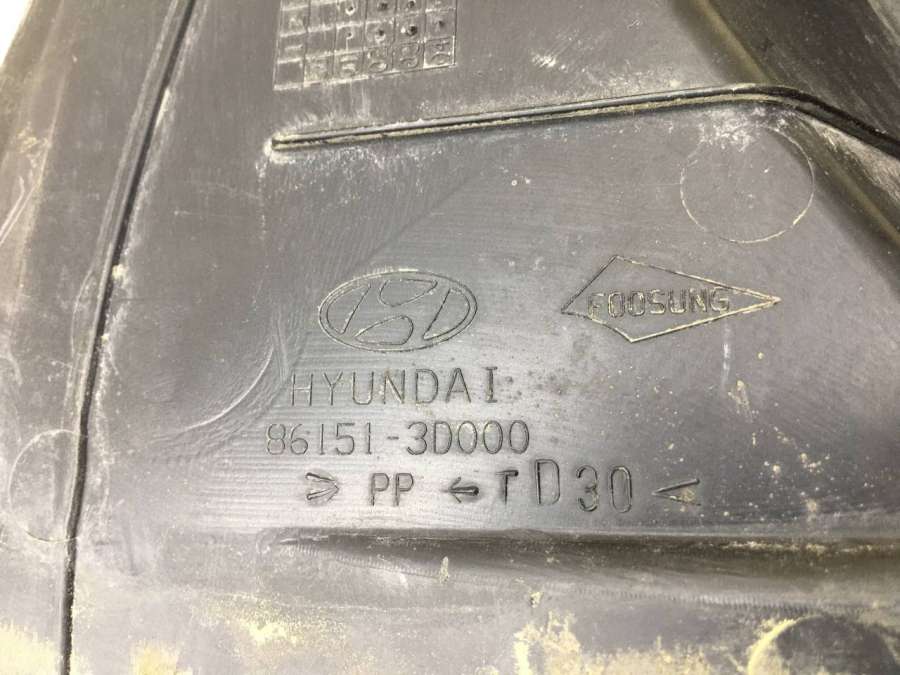 FOOSUNG
HYUNDAI
86151-3D000
> PP ←TD30 <